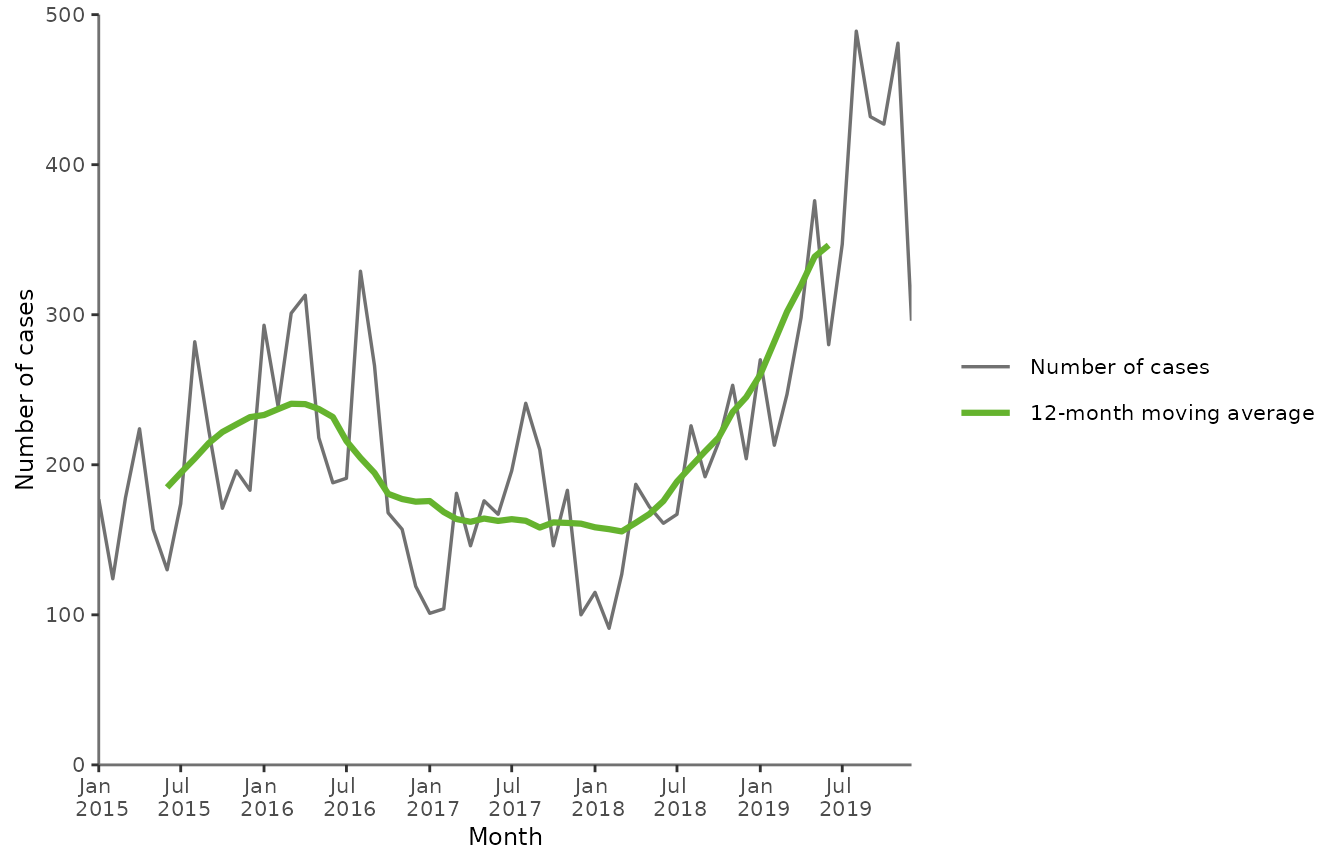 500
400
300
200
100
0
Number of cases
Jan Jul Jan Jul Jan Jul Jan Jul Jan Jul
2015 2015 2016 2016 2017 2017 2018 2018 2019 2019
Month
Number of cases
12-month moving average